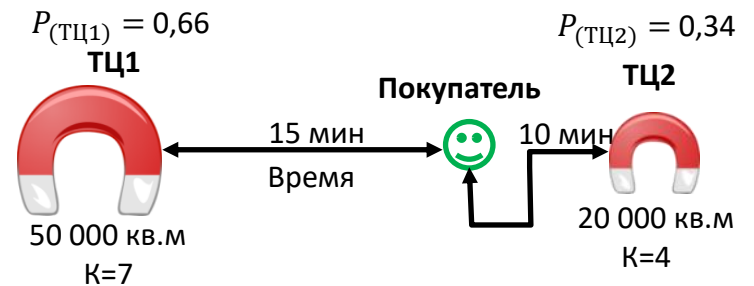 P(ТЦ1) = 0,66
ТЦ1
P(ТЦ2) = 0,34
ТЦ2
Покупатель
15 мин
Время
10 мин
50 000 кв.м
К=7
20 000 кв.м
К=4